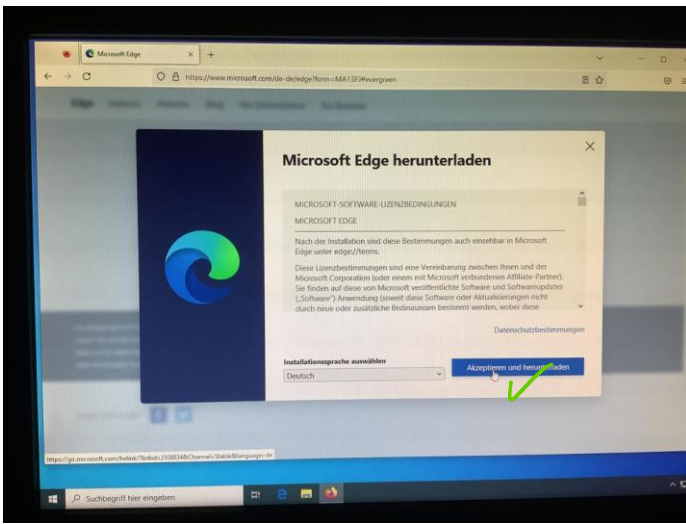 Microsoft Edge
https://www.microsoft.com/de-de/edge?form=MA13FJ#evergreen
Edge
Microsoft Edge herunterladen
MICROSOFT-SOFTWARE-LIZENZBEDINGUNGEN
MICROSOFT EDGE
Nach der Installation sind diese Bestimmungen auch einsehbar in Microsoft
Edge unter edge://terms.
Diese Lizenzbestimmungen sind eine Vereinbarung zwischen Ihnen und der
Microsoft Corporation (oder einem mit Microsoft verbundenen Affiliate-Partner).
Sie finden auf diese von Microsoft veröffentlichte Software und Softwareupdates
(„Software“) Anwendung (soweit diese Software oder Aktualisierungen nicht
durch neue oder zusätzliche Bedingungen bestimmt werden, wobei diese
Datenschutzbestimmungen
Installationssprache auswählen
Deutsch
Akzeptieren und herunterladen
Suchbegriff hier eingeben